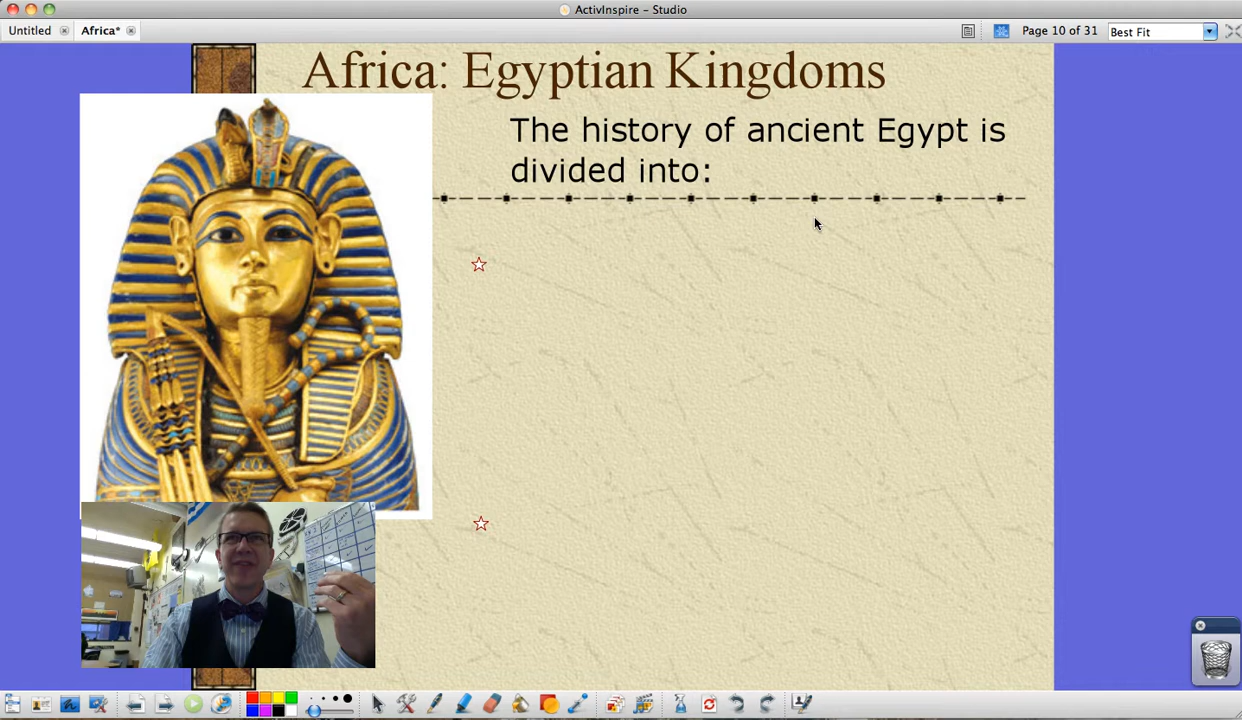 ActivInspire - Studio
Untitled
Africa*
Page 10 of 31
Best Fit
Africa: Egyptian Kingdoms
The history of ancient Egypt is
divided into: